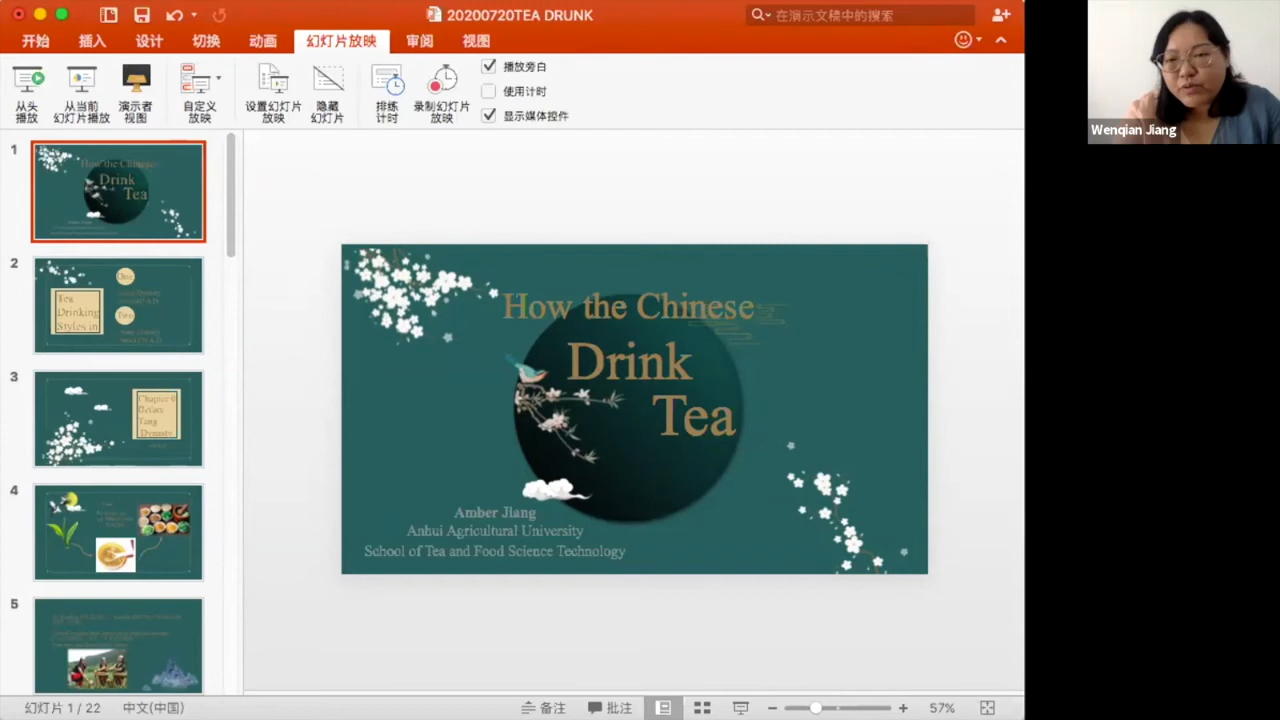 20200720TEA DRUNK
在演示文稿中的搜索
开始 插入 设计 切换 动画 幻灯片放映 审阅 视图
从头播放
从当前幻灯片播放
演示者视图
自定义放映
设置幻灯片放映
隐藏幻灯片
排练计时
录制幻灯片放映
播放旁白
使用计时
显示媒体控件
Wenqian Jiang
1
How the Chinese
Drink
Tea
2
Tea
Drinking
Styles in
One
Two
3
Chapter 0
Before
Tang
Dynasty
4
5
How the Chinese
Drink
Tea
Amber Jiang
Anhui Agricultural University
School of Tea and Food Science Technology
幻灯片 1 / 22 中文(中国) 备注 批注 57%